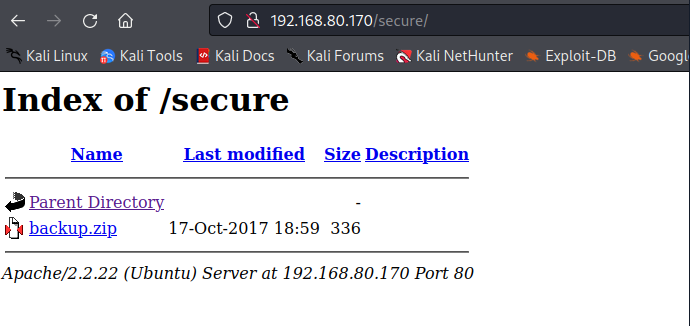 192.168.80.170/secure/
Kali Linux Kali Tools Kali Docs Kali Forums Kali NetHunter Exploit-DB Googl
Index of /secure
Name Last modified Size Description
Parent Directory -
backup.zip 17-Oct-2017 18:59 336
Apache/2.2.22 (Ubuntu) Server at 192.168.80.170 Port 80